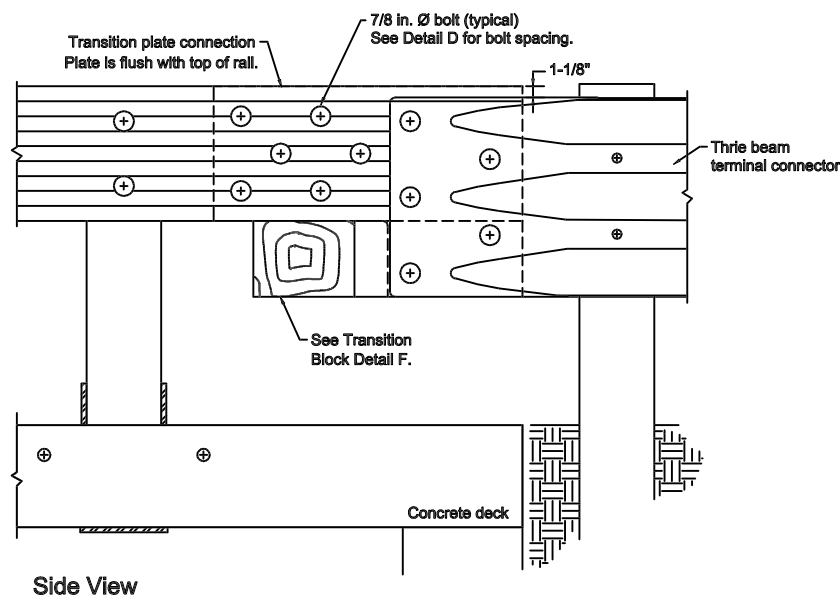 7/8 in. Ø bolt (typical)
See Detail D for bolt spacing.
Transition plate connection
Plate is flush with top of rail.
1-1/8"
Thrie beam
terminal connector
See Transition
Block Detail F.
Concrete deck
Side View